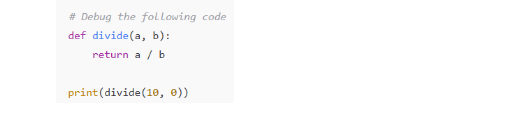 # Debug the following code
def divide(a, b):
    return a / b
print(divide(10, 0))